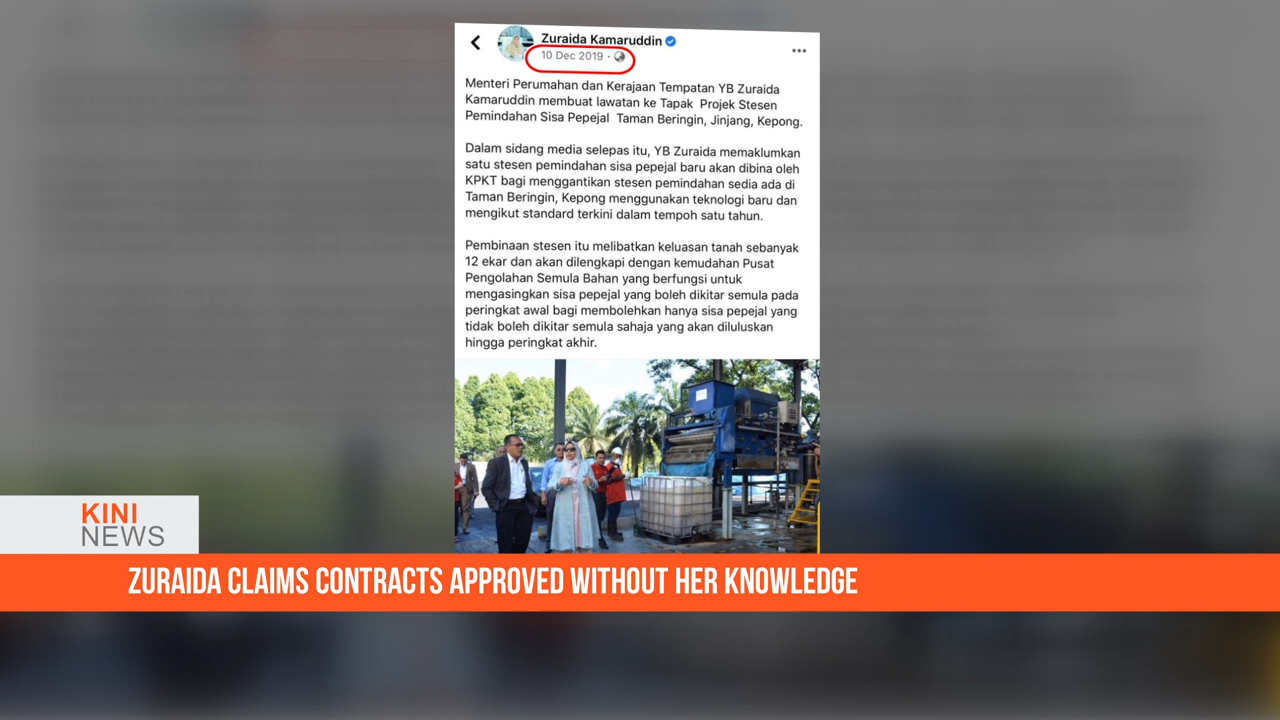 Zuraida Kamaruddin
10 Dec 2019 ·
Menteri Perumahan dan Kerajaan Tempatan YB Zuraida
Kamaruddin membuat lawatan ke Tapak Projek Stesen
Pemindahan Sisa Pepejal Taman Beringin, Jinjang, Kepong.
Dalam sidang media selepas itu, YB Zuraida memaklumkan
satu stesen pemindahan sisa pepejal baru akan dibina oleh
KPKT bagi menggantikan stesen pemindahan sedia ada di
Taman Beringin, Kepong menggunakan teknologi baru dan
mengikut standard terkini dalam tempoh satu tahun.
Pembinaan stesen itu melibatkan keluasan tanah sebanyak
12 ekar dan akan dilengkapi dengan kemudahan Pusat
Pengolahan Semula Bahan yang berfungsi untuk
mengasingkan sisa pepejal yang boleh dikitar semula pada
peringkat awal bagi membolehkan hanya sisa pepejal yang
tidak boleh dikitar semula sahaja yang akan diluluskan
hingga peringkat akhir.
KINI
NEWS
ZURAIDA CLAIMS CONTRACTS APPROVED WITHOUT HER KNOWLEDGE